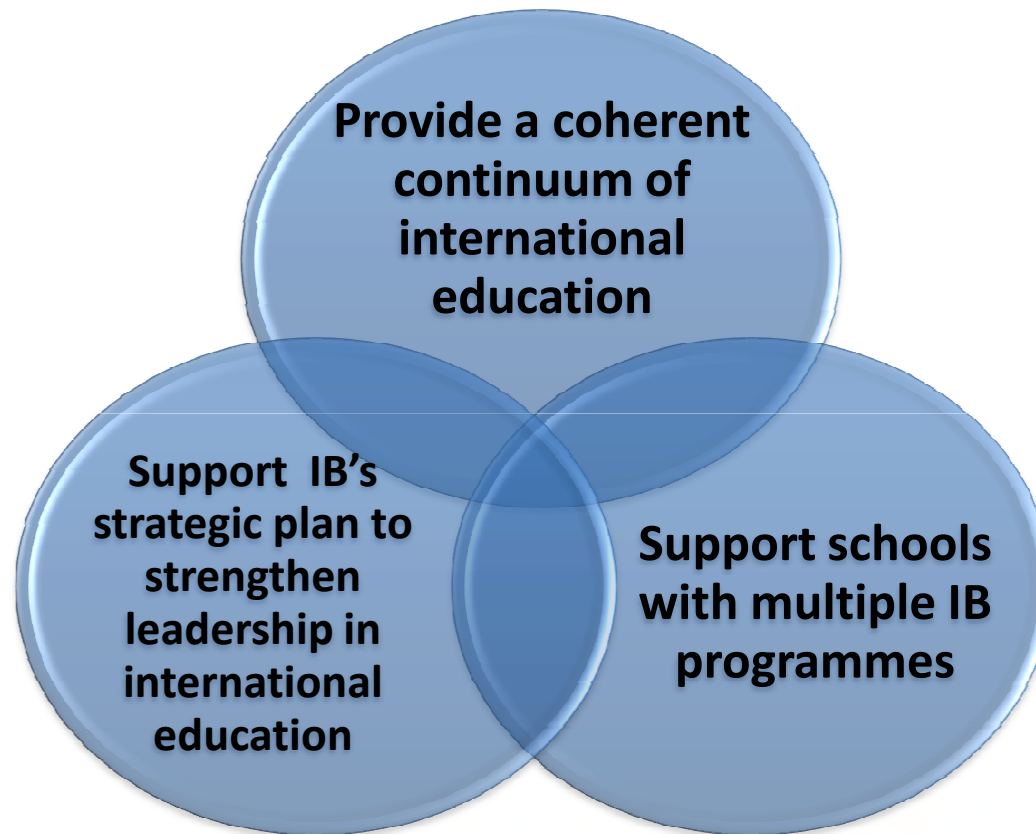 Provide a coherent
continuum of
international
education
Support  IB’s
strategic plan to
strengthen
leadership in
international
education
Support schools
with multiple IB
programmes